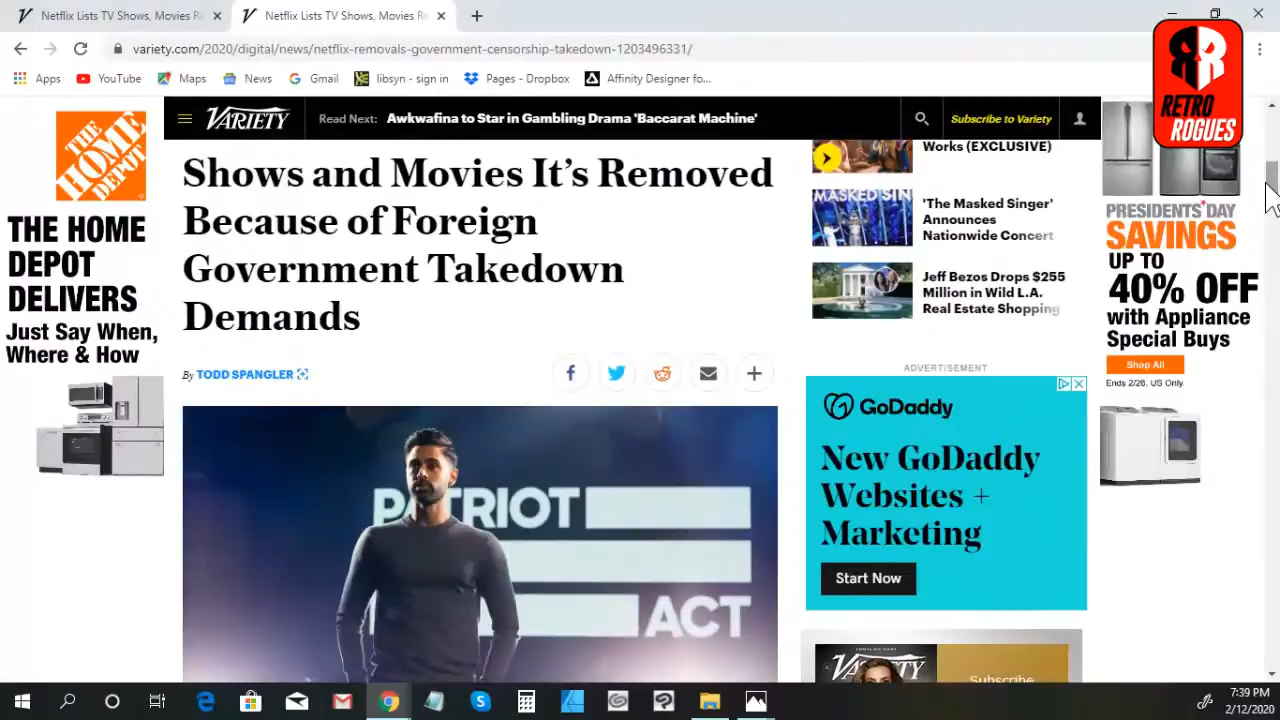 Netflix Lists TV Shows, Movies Re
Netflix Lists TV Shows, Movies R
variety.com/2020/digital/news/netflix-removals-government-censorship-takedown-1203496331/
Apps
YouTube
Maps
News
Gmail
libsyn - sign in
Pages - Dropbox
Affinity Designer fo...
RETRO
ROGUES
VARIETY
Read Next: Awkwafina to Star in Gambling Drama 'Baccarat Machine'
Subscribe to Variety
THE
HOME
DEPOT
THE HOME
DEPOT
DELIVERS
Just Say When,
Where & How
Shows and Movies It's Removed
Because of Foreign
Government Takedown
Demands
By TODD SPANGLER
PATRIOT
ACT
Works (EXCLUSIVE)
MASKED SIN
'The Masked Singer'
Announces
Nationwide Concert
Jeff Bezos Drops $255
Million in Wild L.A.
Real Estate Shopping
ADVERTISEMENT
GoDaddy
New GoDaddy
Websites +
Marketing
Start Now
VARIETY
Subscribe
PRESIDENTS* DAY
SAVINGS
UP TO
40% OFF
with Appliance
Special Buys
Shop All
Ends 2/26. US Only.
7:39 PM
2/12/2020